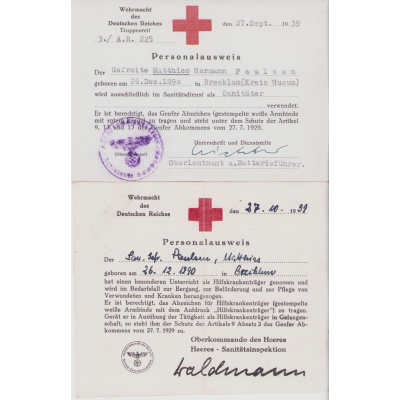 Wehrmacht
des
Deutschen Reiches
Truppenteil
3./ A.R. 225
den 27.Sept. 1939
Personalausweis
Der Gefreite Matthies Hermann Paulsen
geboren am 26.Dez.1890 in Brecklum(Kreis Husum)
wird ausschließlich im Sanitätsdienst als Sanitäter
verwendet.
Er ist berechtigt, das Genfer Abzeichen (gestempelte weiße Armbinde
mit rotem Kreuz) zu tragen und steht unter dem Schutz der Artikel
9, 12 und 13 des Genfer Abkommens vom 27. 7. 1929.
Unterschrift und Dienststelle
(Dienststempel)
Oberleutnant u.Batterieführer.
Wehrmacht
des
Deutschen Reiches
den 27.10.1939
Personalausweis
Der San. Gefr. Paulsen, Matthies
geboren am 26.12.1890 in Brecklum
hat einen besonderen Unterricht als Hilfskrankenträger genossen und
wird im Bedarfsfall zur Bergung, zur Beförderung und zur Pflege von
Verwundeten und Kranken herangezogen.
Er ist berechtigt, das Abzeichen für Hilfskrankenträger (gestempelte
weiße Armbinde mit dem Aufdruck „Hilfskrankenträger") zu tragen.
Gerät er in Ausübung der Tätigkeit als Hilfskrankenträger in Gefangen-
schaft, so steht ihm der Schutz des Artikels 9 Absatz 2 des Genfer Ab-
kommens vom 27. 7. 1929 zu.
Oberkommando des Heeres
Heeres - Sanitätsinspektion
Waldmann